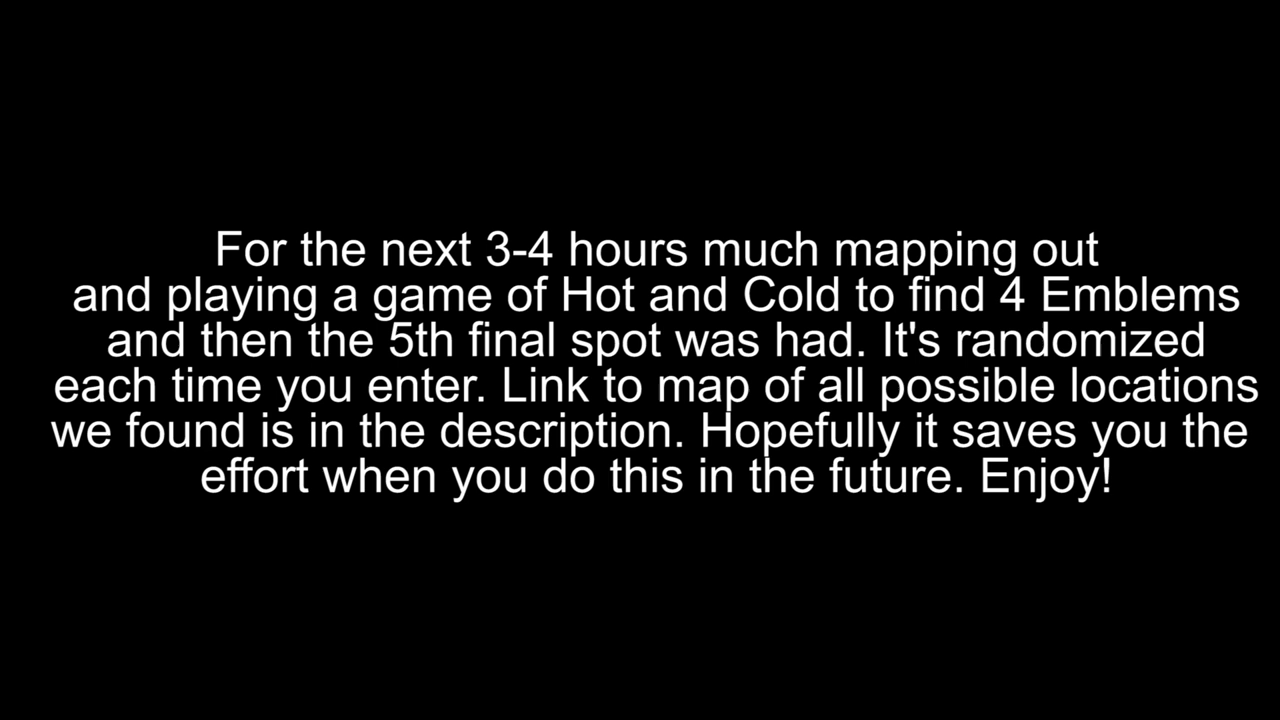 For the next 3-4 hours much mapping out
and playing a game of Hot and Cold to find 4 Emblems
and then the 5th final spot was had. It's randomized
each time you enter. Link to map of all possible locations
we found is in the description. Hopefully it saves you the
effort when you do this in the future. Enjoy!